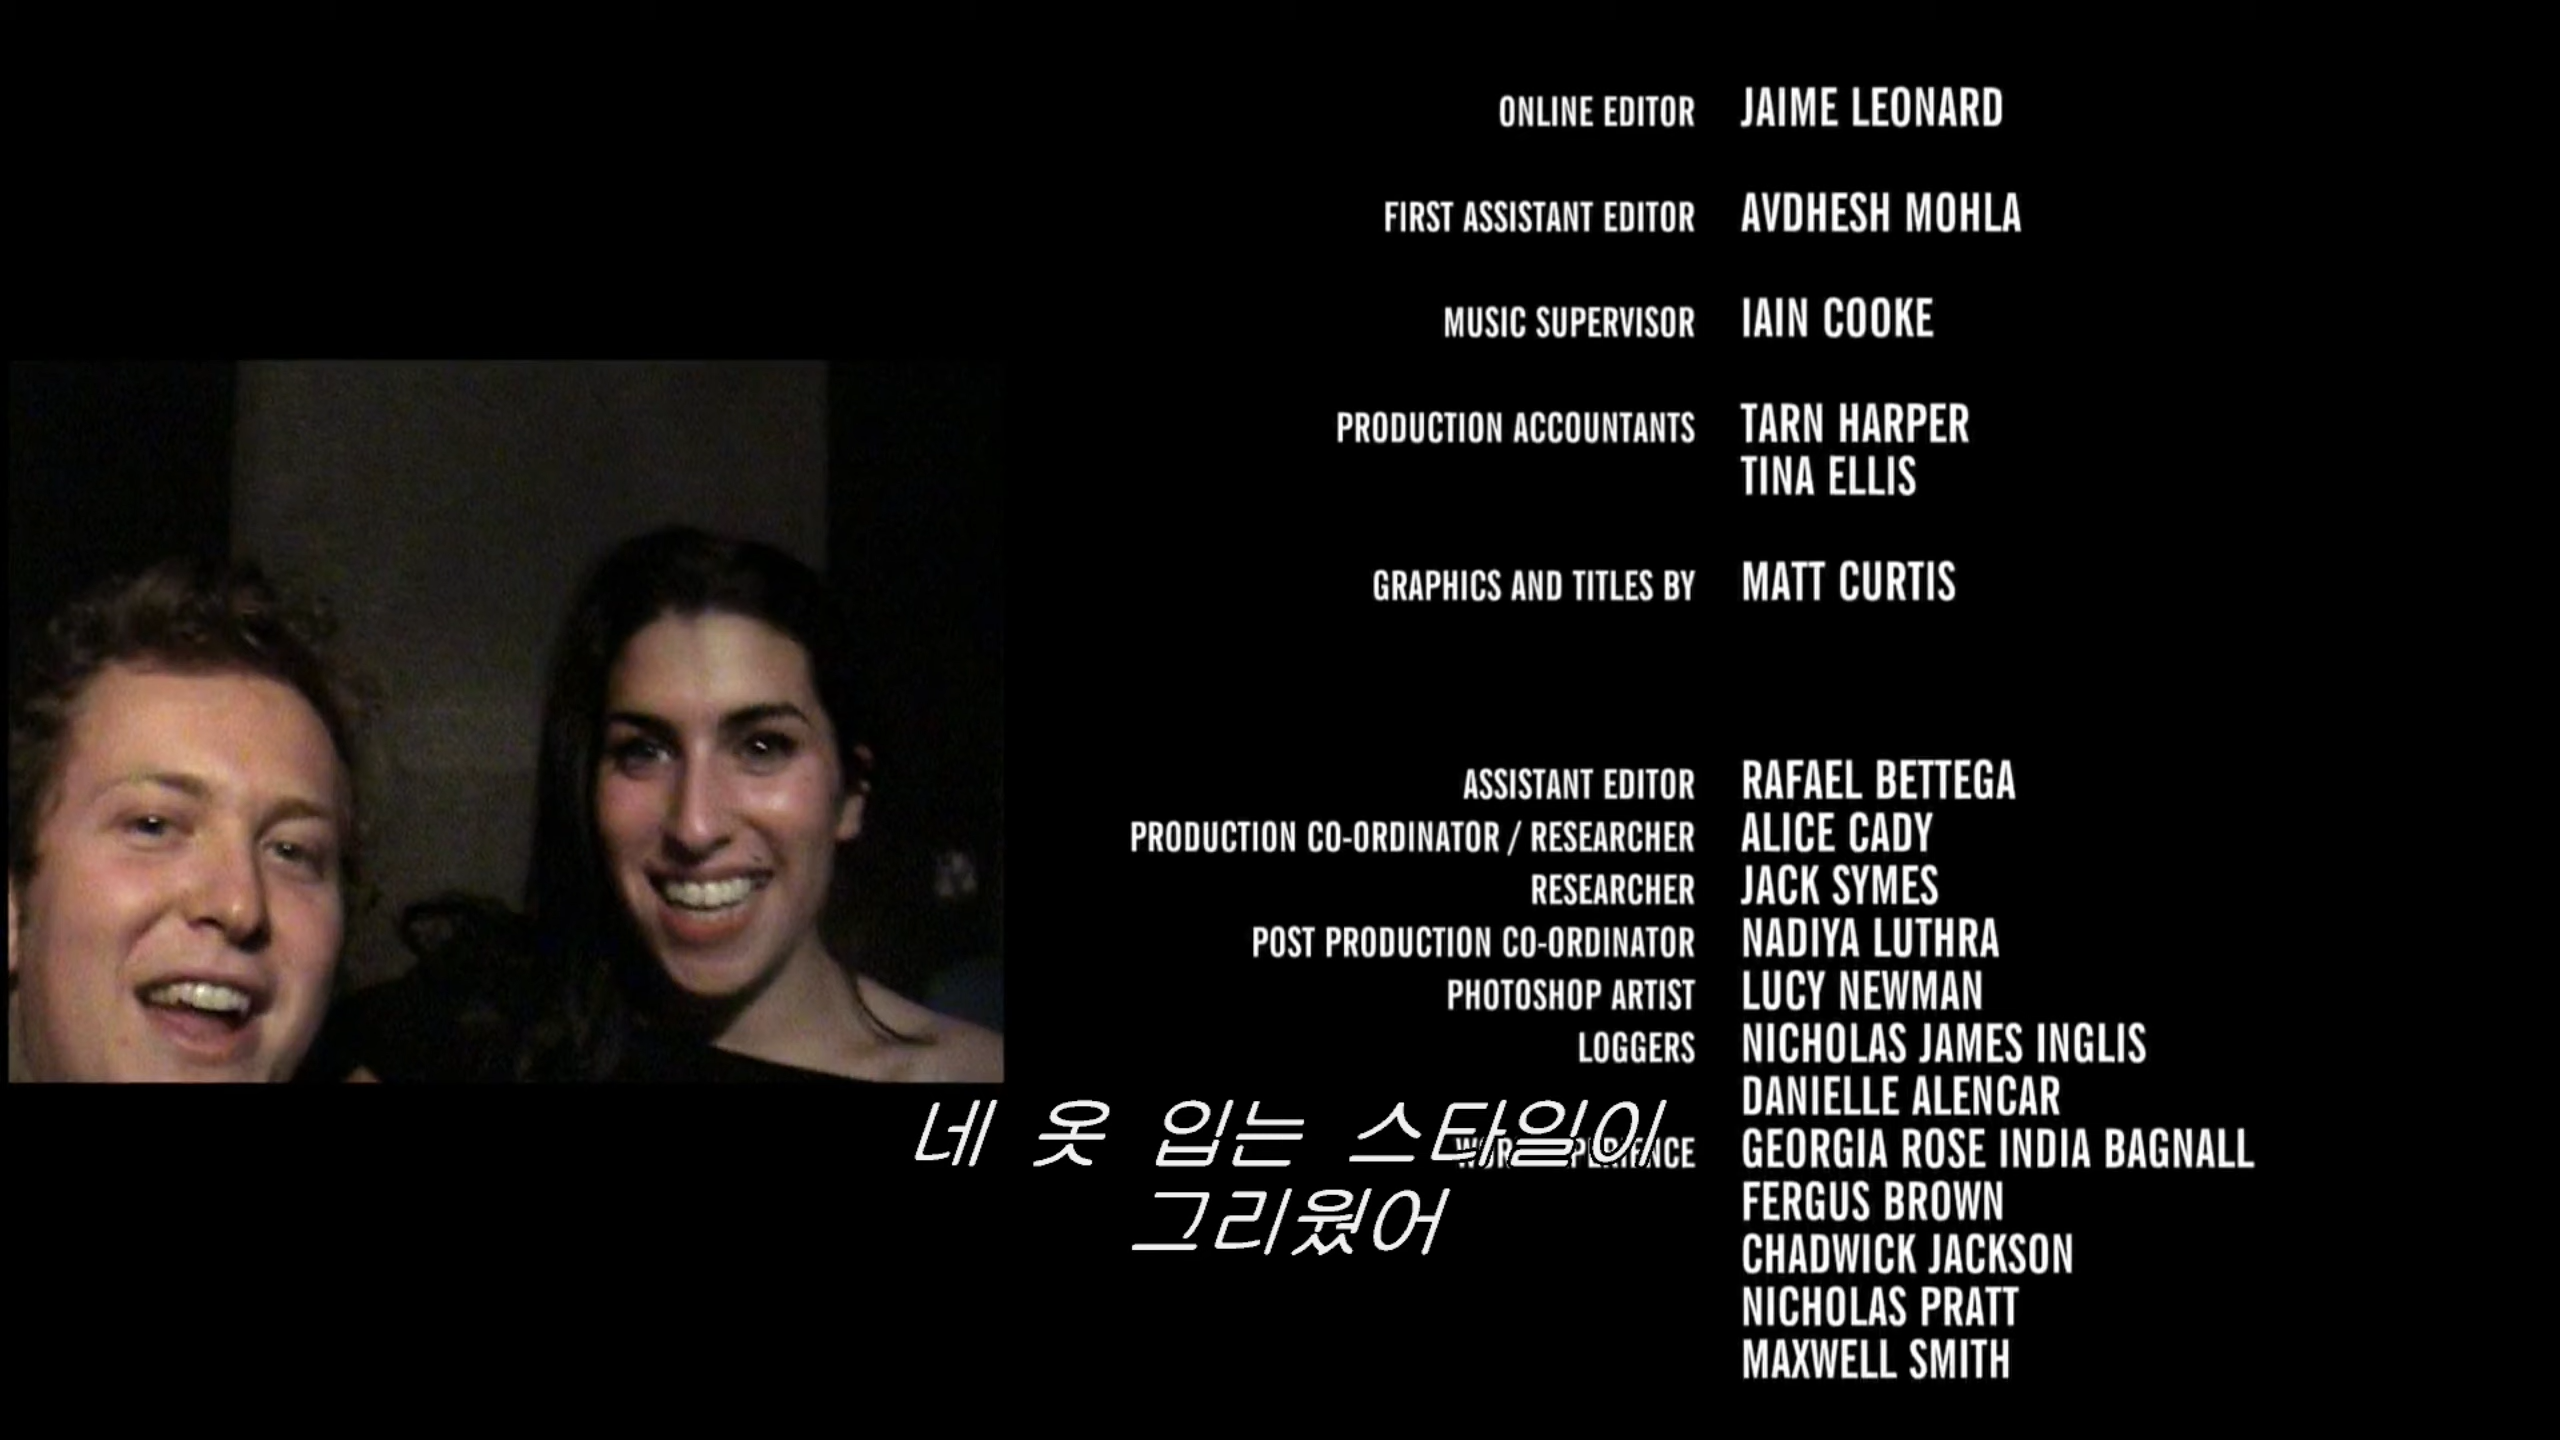 ONLINE EDITOR JAIME LEONARD
FIRST ASSISTANT EDITOR AVDHESH MOHLA
MUSIC SUPERVISOR IAIN COOKE
PRODUCTION ACCOUNTANTS TARN HARPER
TINA ELLIS
GRAPHICS AND TITLES BY MATT CURTIS
ASSISTANT EDITOR RAFAEL BETTEGA
PRODUCTION CO-ORDINATOR / RESEARCHER ALICE CADY
RESEARCHER JACK SYMES
POST PRODUCTION CO-ORDINATOR NADIYA LUTHRA
PHOTOSHOP ARTIST LUCY NEWMAN
LOGGERS NICHOLAS JAMES INGLIS
DANIELLE ALENCAR
WORK EXPERIENCE GEORGIA ROSE INDIA BAGNALL
FERGUS BROWN
CHADWICK JACKSON
NICHOLAS PRATT
MAXWELL SMITH
네 옷 입는 스타일이
그리웠어